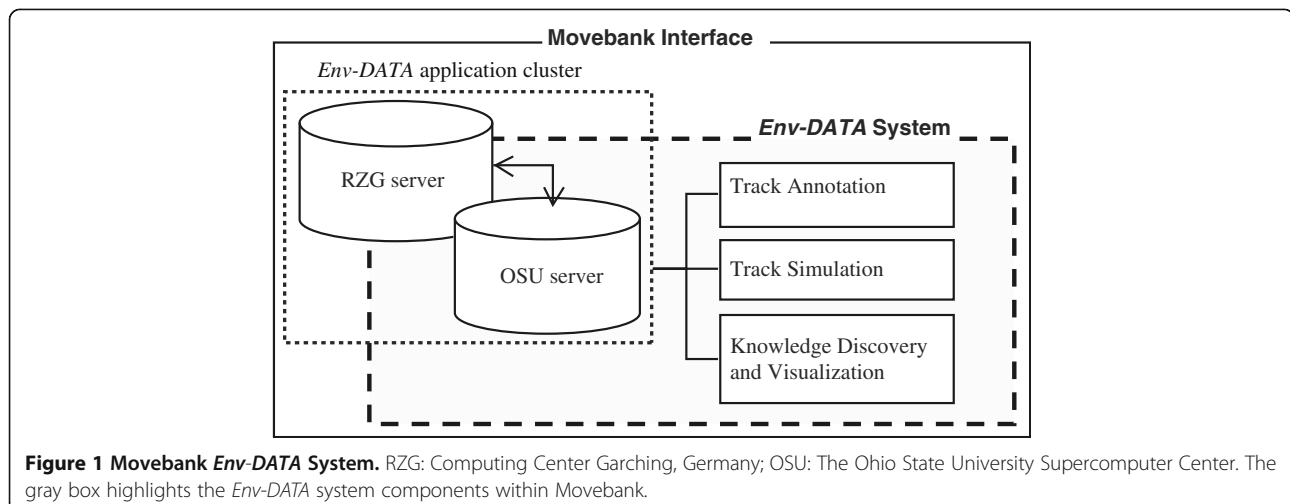 Movebank Interface
Env-DATA application cluster
Env-DATA System
RZG server
OSU server
Track Annotation
Track Simulation
Knowledge Discovery
and Visualization
Figure 1 Movebank Env-DATA System. RZG: Computing Center Garching, Germany; OSU: The Ohio State University Supercomputer Center. The
gray box highlights the Env-DATA system components within Movebank.